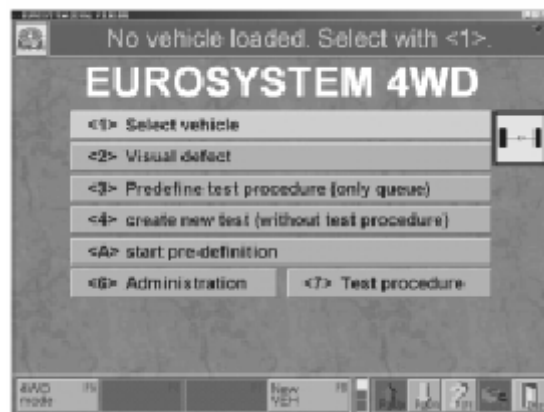 No vehicle loaded. Select with <1>.
EUROSYSTEM 4WD
<1> Select vehicle
<2> Visual defect
<3> Predefine test procedure (only queue)
<4> create new test (without test procedure)
<A> start pre-definition
<6> Administration <7> Test procedure
4WD F5 New F8
mode VEH